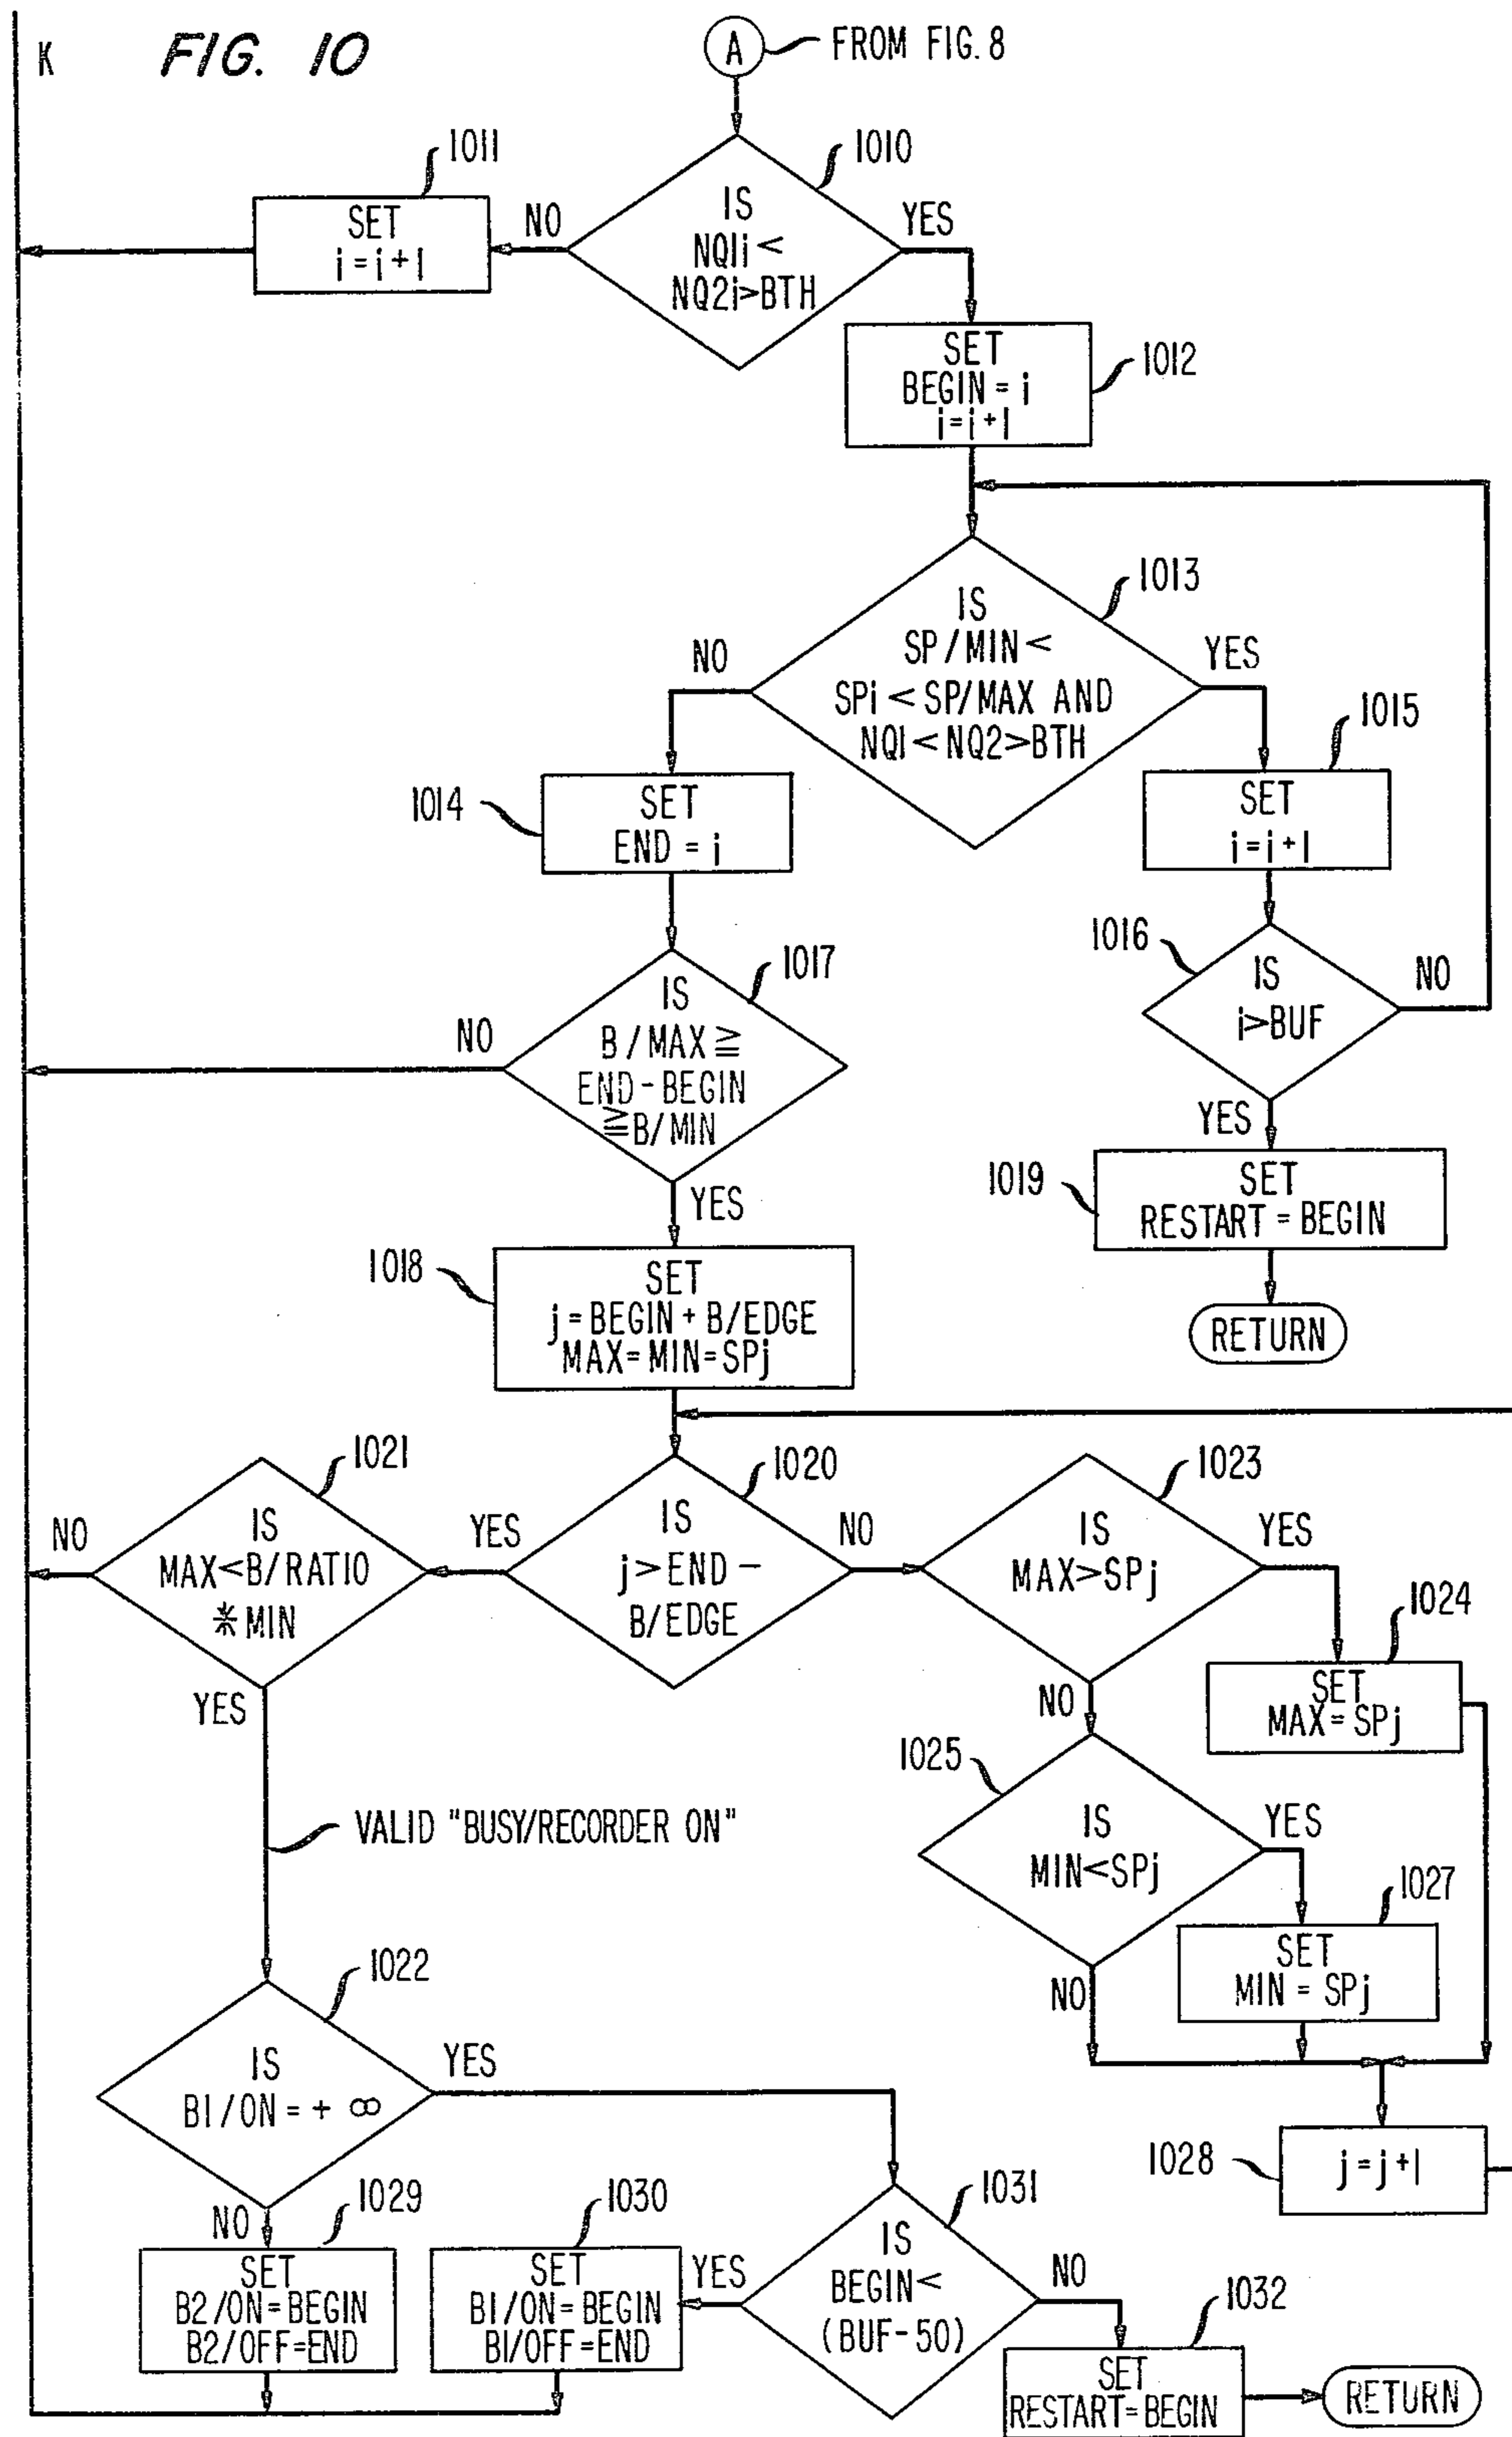 K
FIG. 10
A
FROM FIG. 8
1011
1010
SET
i=i+1
NO
IS
NQ1i <
NQ2i>BTH
YES
SET
BEGIN = i
i=i+1
1012
1013
IS
SP/MIN <
SPi < SP/MAX AND
NQ1 < NQ2 > BTH
NO
YES
1014
SET
END = i
1015
SET
i=i+1
1016
IS
i>BUF
NO
YES
1017
IS
B/MAX ≧
END-BEGIN
≧B/MIN
NO
YES
1019
SET
RESTART = BEGIN
RETURN
1018
SET
j=BEGIN + B/EDGE
MAX=MIN=SPj
1021
IS
MAX<B/RATIO
*MIN
NO
YES
1020
IS
j>END-
B/EDGE
YES
NO
1023
IS
MAX>SPj
YES
NO
1024
SET
MAX=SPj
1025
IS
MIN<SPj
YES
NO
VALID "BUSY/RECORDER ON"
1027
SET
MIN = SPj
1022
IS
B1/ON = + ∞
YES
NO
1028
j=j+1
1029
SET
B2/ON=BEGIN
B2/OFF=END
1030
SET
B1/ON=BEGIN
B1/OFF=END
1031
IS
BEGIN<
(BUF-50)
YES
NO
1032
SET
RESTART=BEGIN
RETURN